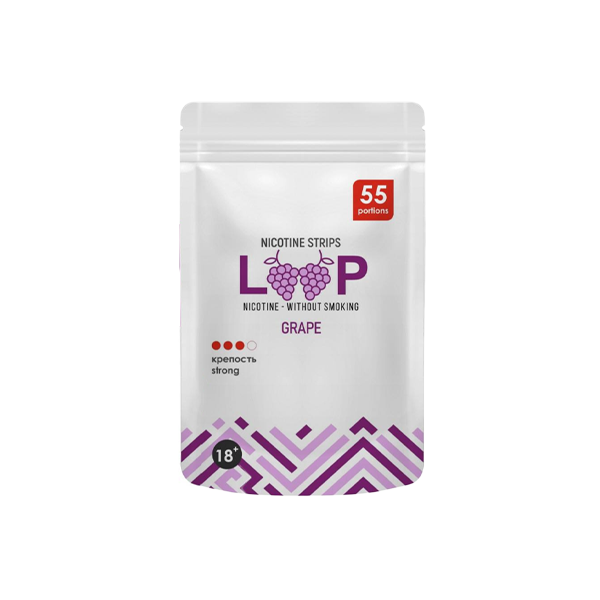 55
portions
NICOTINE STRIPS
LOOP
NICOTINE - WITHOUT SMOKING
GRAPE
крепость
strong
18+